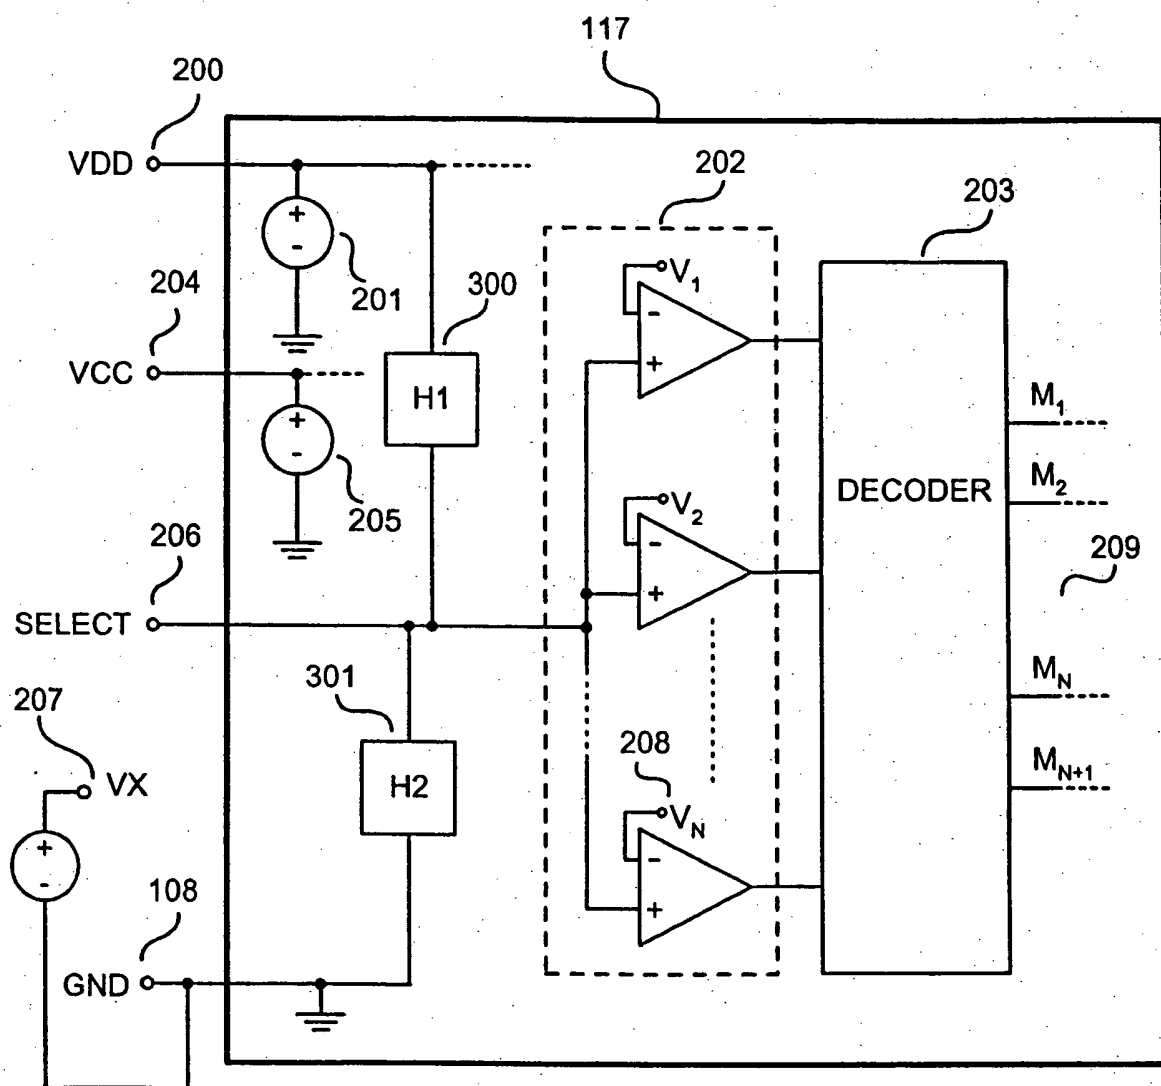 117
200
VDD
202
203
+
-
201
300
V1
-
+
204
VCC
H1
+
-
205
M1
DECODER
M2
V2
-
+
206
SELECT
209
301
MN
207
VX
H2
208
MN+1
VN
-
+
+
-
108
GND